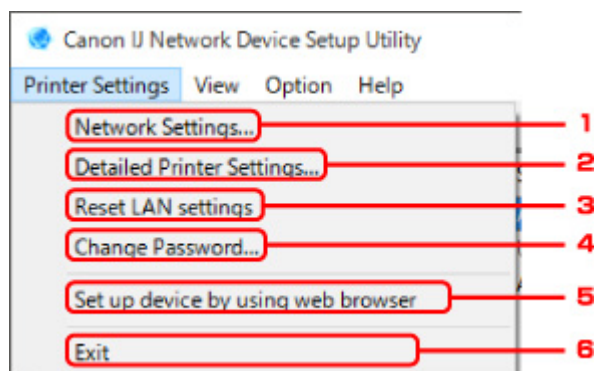 Canon IJ Network Device Setup Utility
Printer Settings View Option Help
Network Settings... 1
Detailed Printer Settings... 2
Reset LAN settings 3
Change Password... 4
Set up device by using web browser 5
Exit 6